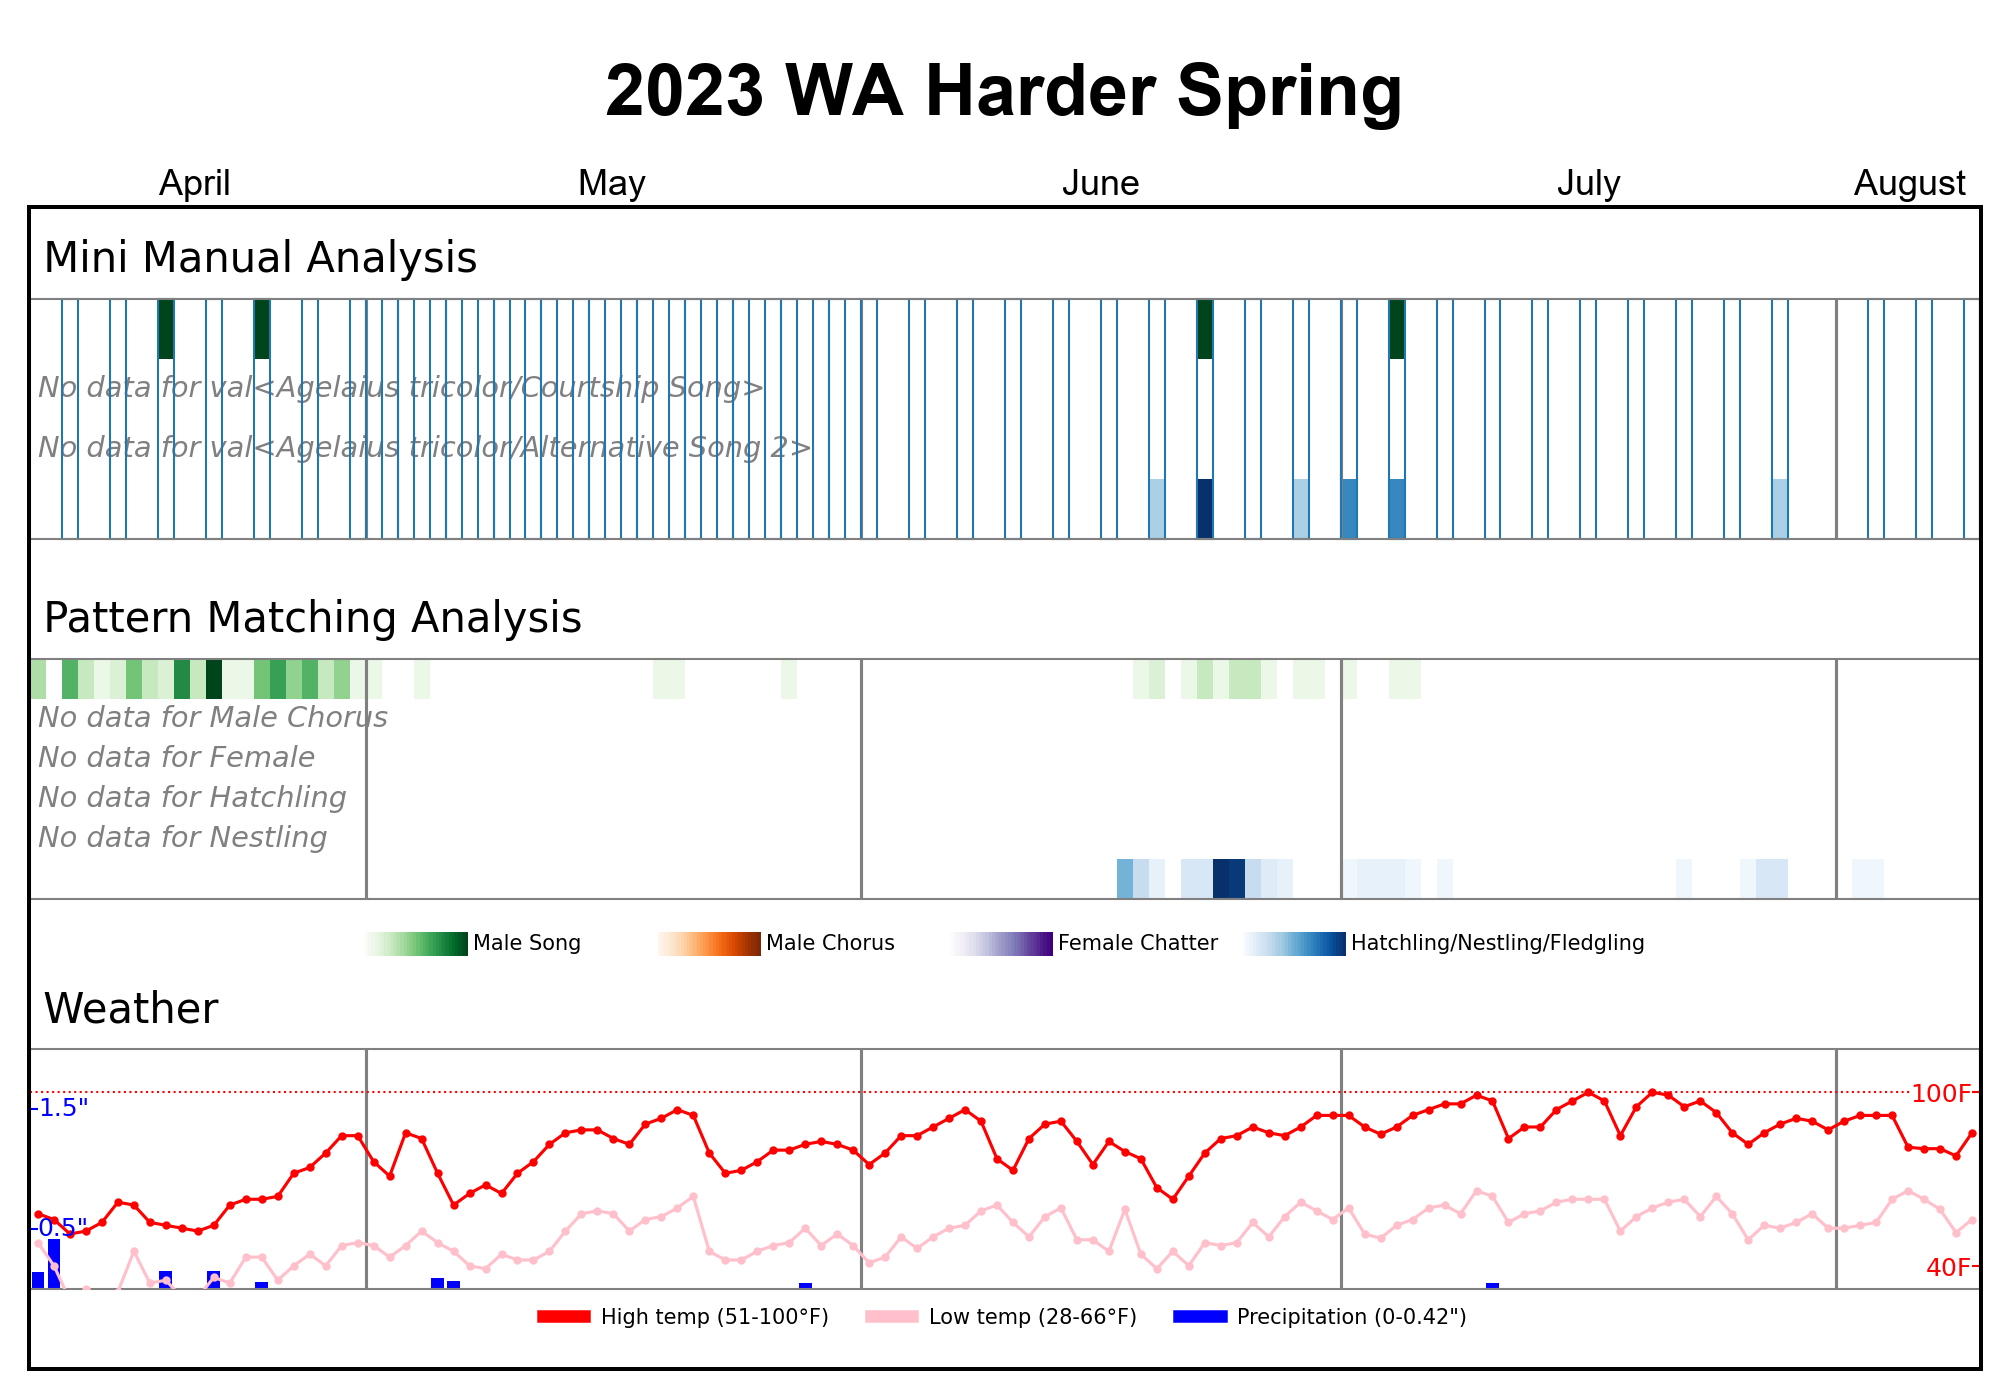 2023 WA Harder Spring
April May June July August
Mini Manual Analysis
No data for val<Agelaius tricolor/Courtship Song>
No data for val<Agelaius tricolor/Alternative Song 2>
Pattern Matching Analysis
No data for Male Chorus
No data for Female
No data for Hatchling
No data for Nestling
Male Song Male Chorus Female Chatter Hatchling/Nestling/Fledgling
Weather
100F
1.5"
0.5"
40F
High temp (51-100°F) Low temp (28-66°F) Precipitation (0-0.42")